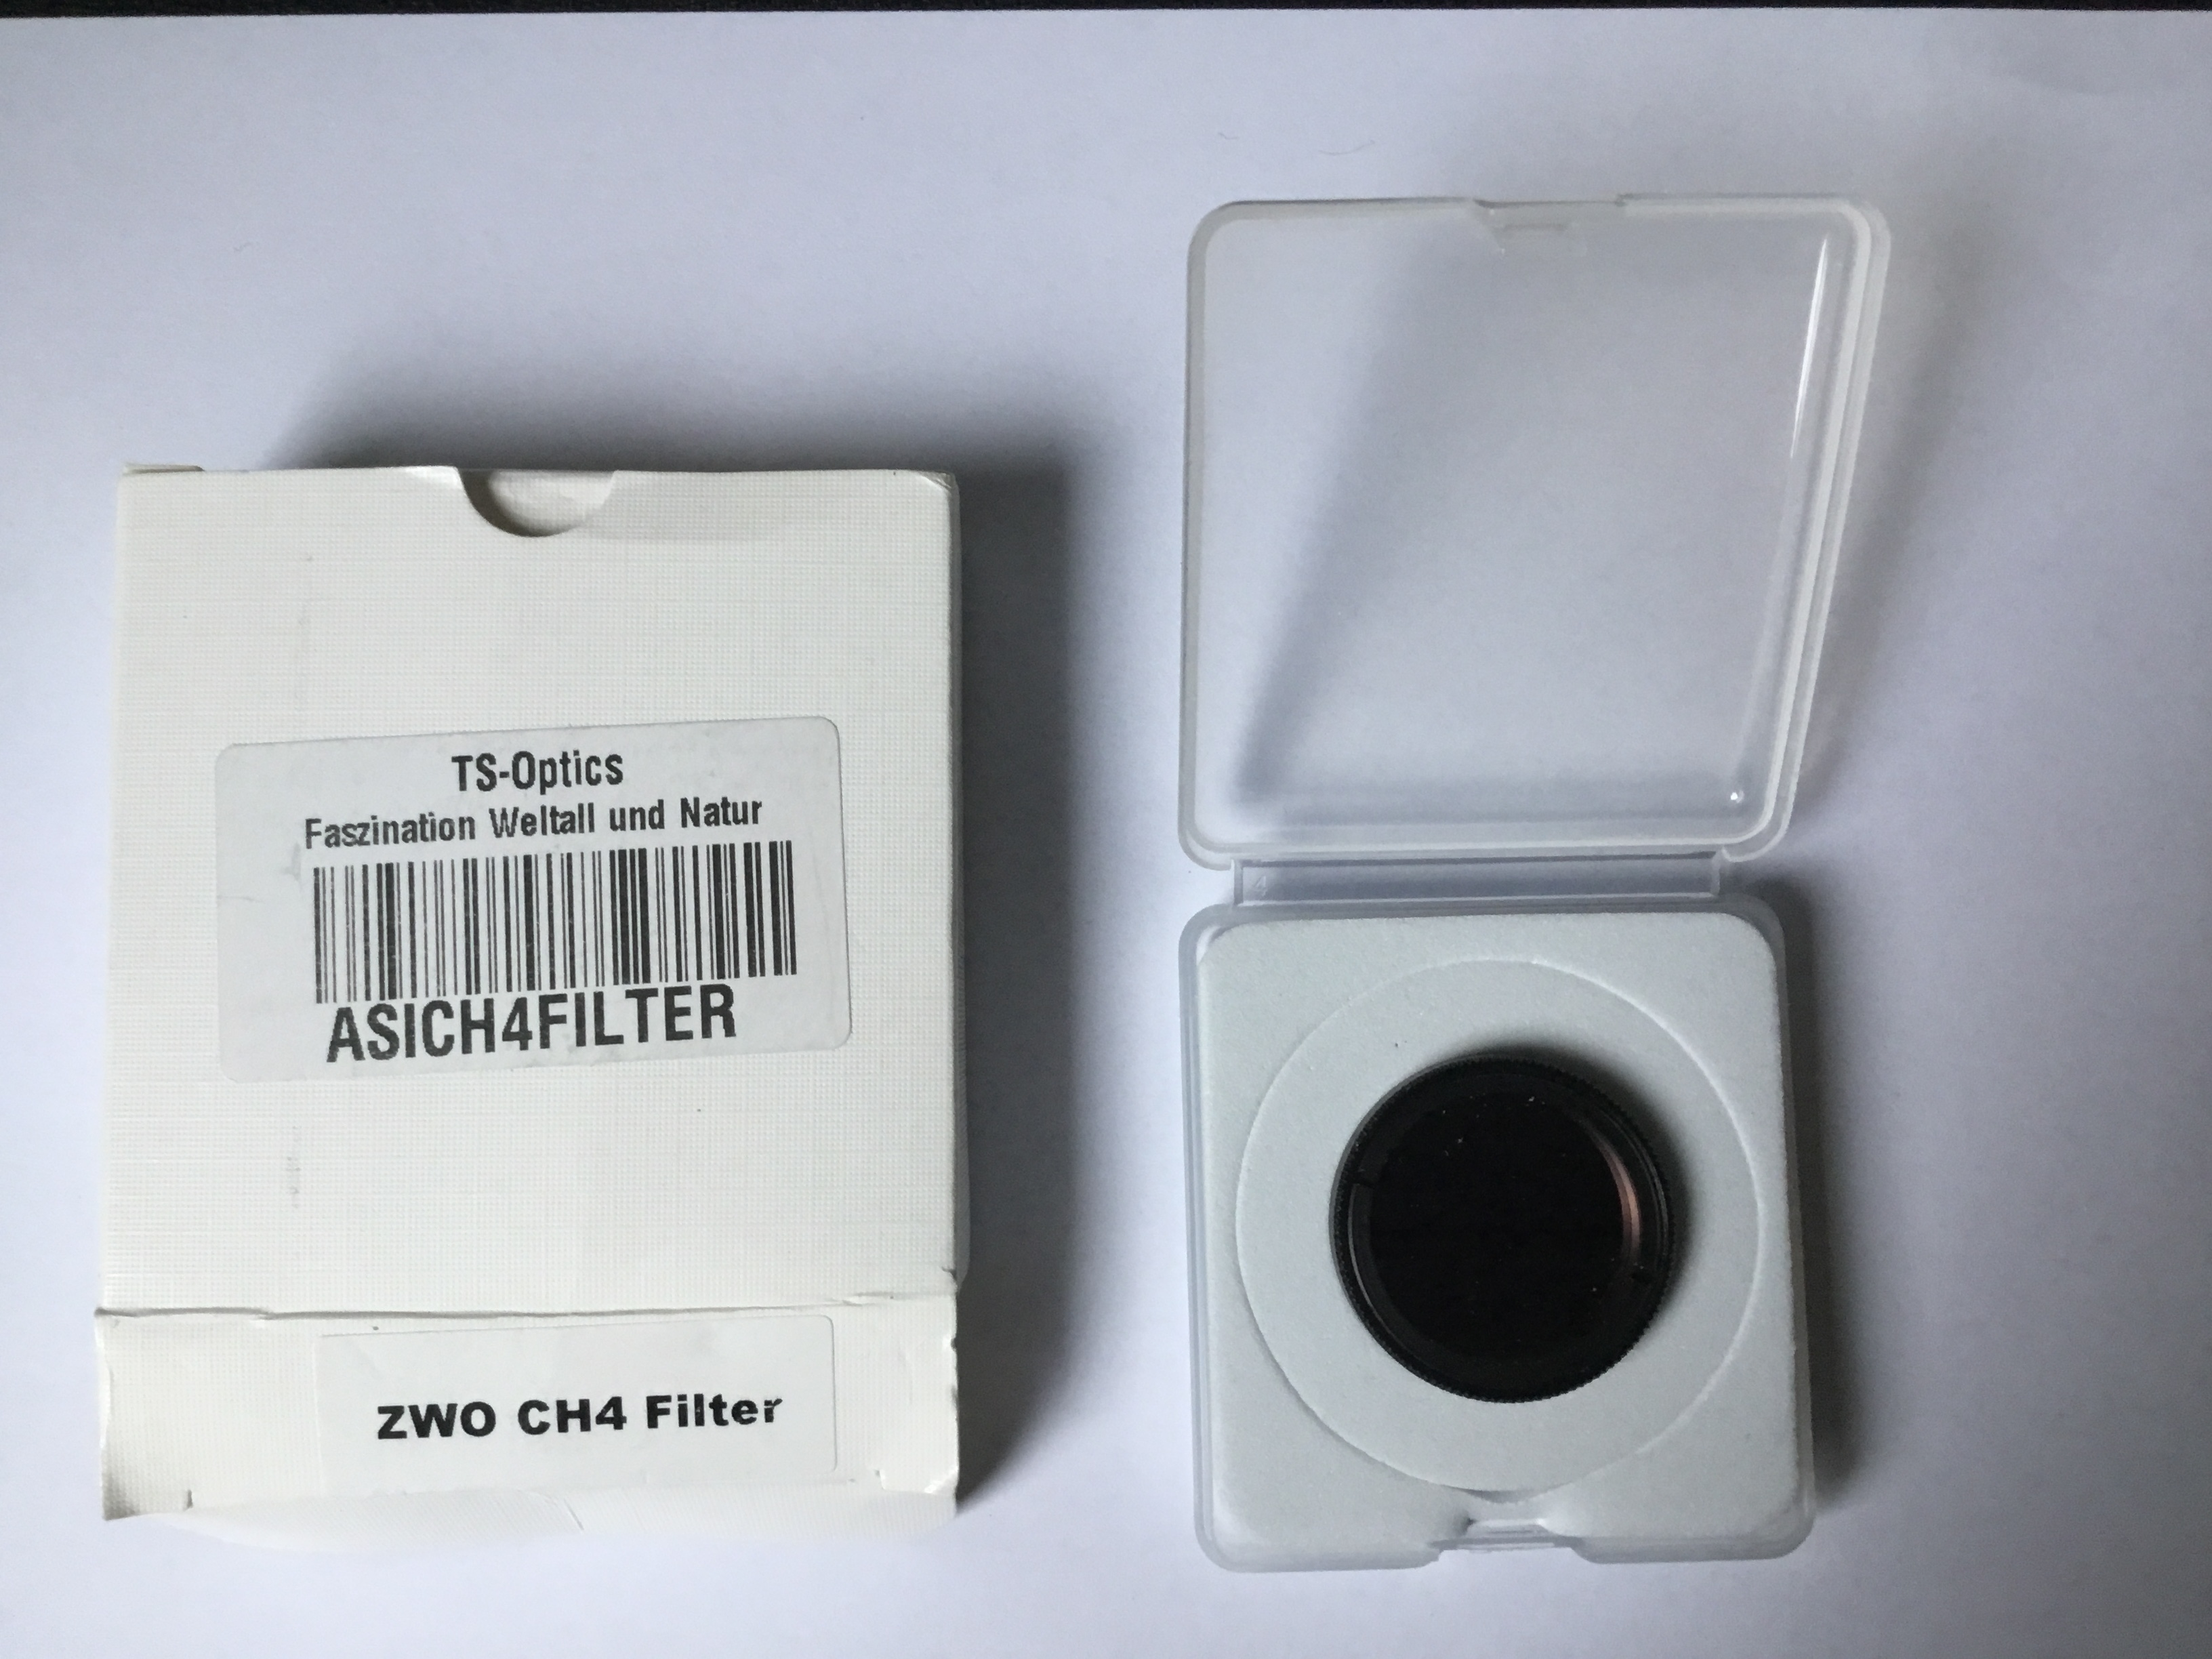 TS-Optics
Faszination Weltall und Natur
ASICH4FILTER
ZWO CH4 Filter